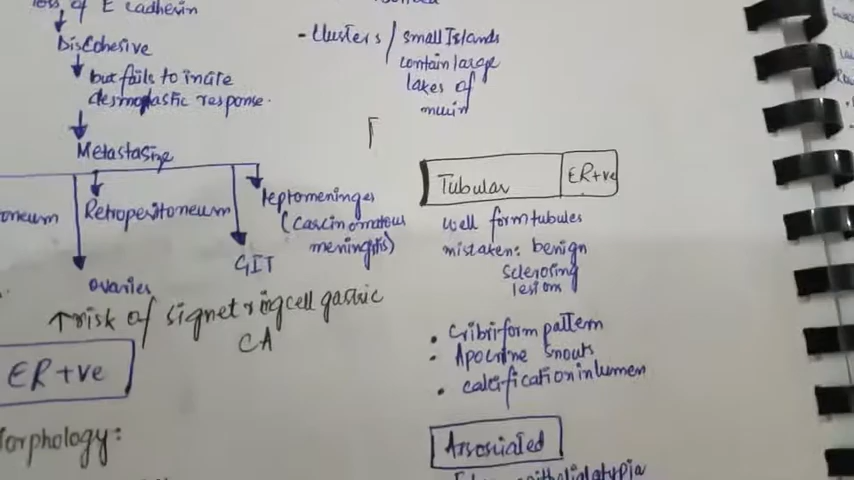 loss of E cadherin
Discohesive
but fails to incite
desmoplastic response.
Metastasize
oneum
Retroperitoneum
leptomeninges
(Carcinomatous
meningitis)
GIT
ovaries
↑risk of signet ring cell gastric
CA
ER+ve
Morphology:
- Clusters / small Islands
contain large
lakes of
mucin
Tubular ER+ve
well form tubules
mistaken: benign
sclerosing
lesions
• Cribriform pattern
• Apocrine snouts
• calcification in lumen
Associated